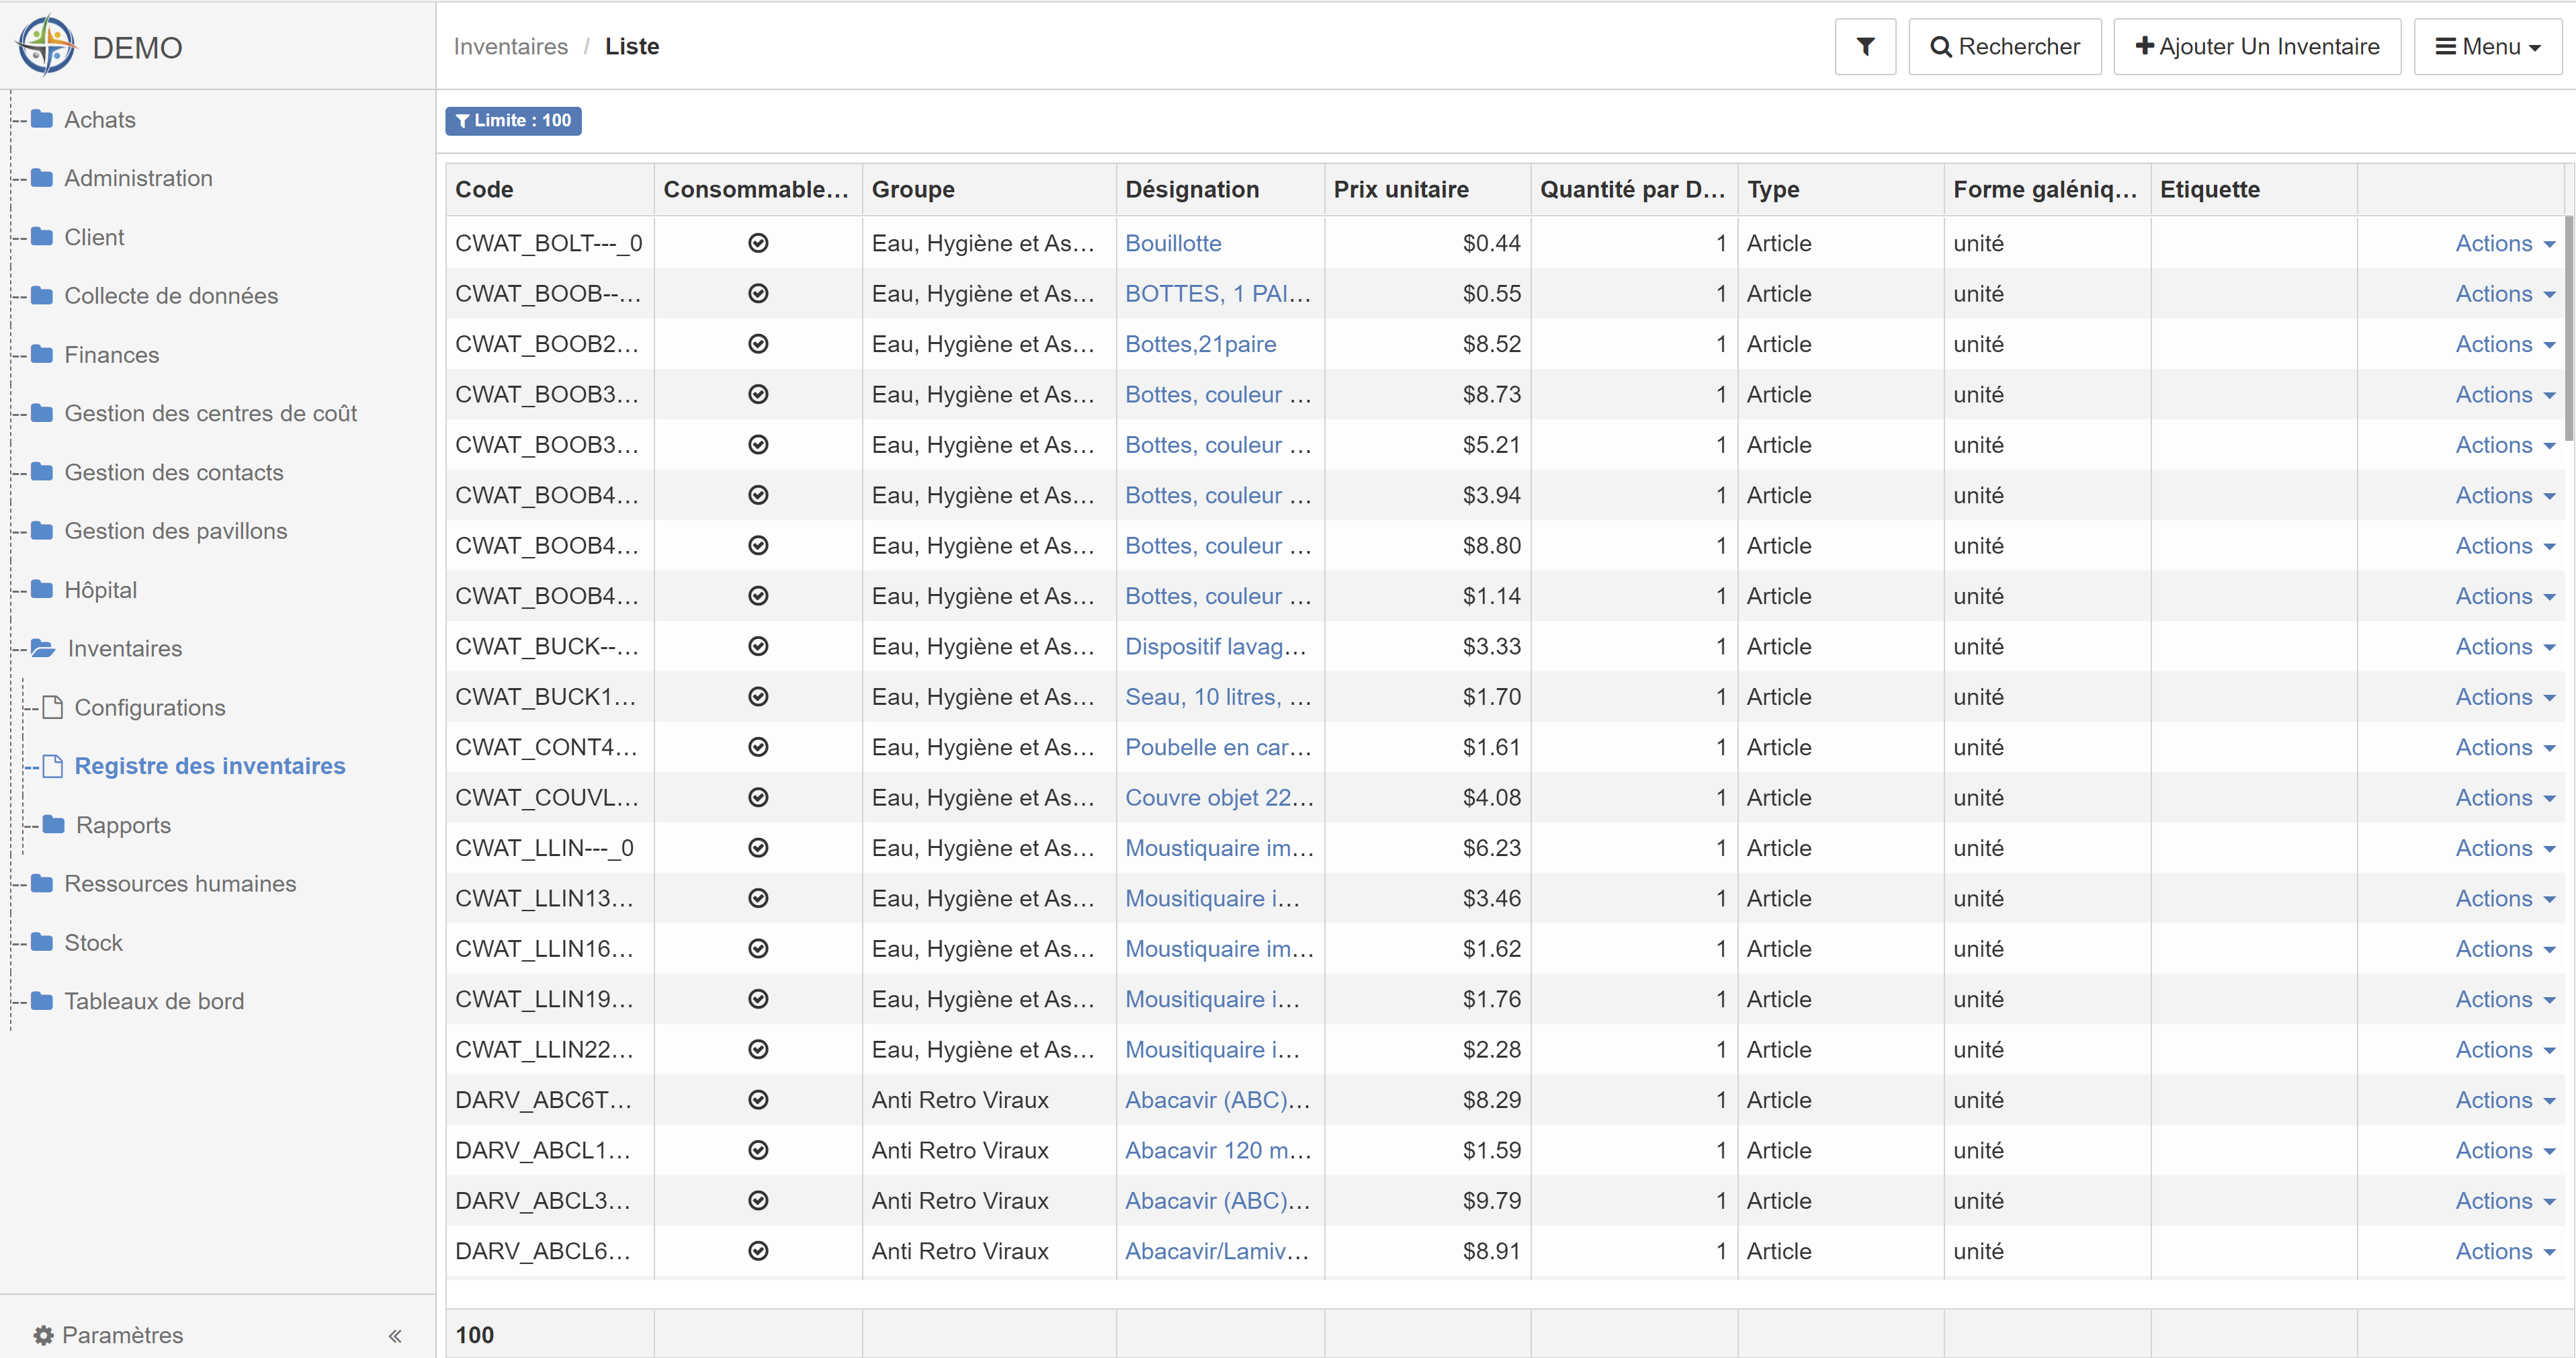 DEMO
Inventaires / Liste
Rechercher
Ajouter Un Inventaire
Menu
Achats
Administration
Client
Collecte de données
Finances
Gestion des centres de coût
Gestion des contacts
Gestion des pavillons
Hôpital
Inventaires
Configurations
Registre des inventaires
Rapports
Ressources humaines
Stock
Tableaux de bord
Paramètres
Limite : 100
Code Consommable... Groupe Désignation Prix unitaire Quantité par D... Type Forme galéniq... Etiquette
CWAT_BOLT---_0 Eau, Hygiène et As... Bouillotte $0.44 1 Article unité Actions
CWAT_BOOB--... Eau, Hygiène et As... BOTTES, 1 PAI... $0.55 1 Article unité Actions
CWAT_BOOB2... Eau, Hygiène et As... Bottes,21paire $8.52 1 Article unité Actions
CWAT_BOOB3... Eau, Hygiène et As... Bottes, couleur ... $8.73 1 Article unité Actions
CWAT_BOOB3... Eau, Hygiène et As... Bottes, couleur ... $5.21 1 Article unité Actions
CWAT_BOOB4... Eau, Hygiène et As... Bottes, couleur ... $3.94 1 Article unité Actions
CWAT_BOOB4... Eau, Hygiène et As... Bottes, couleur ... $8.80 1 Article unité Actions
CWAT_BOOB4... Eau, Hygiène et As... Bottes, couleur ... $1.14 1 Article unité Actions
CWAT_BUCK--... Eau, Hygiène et As... Dispositif lavag... $3.33 1 Article unité Actions
CWAT_BUCK1... Eau, Hygiène et As... Seau, 10 litres, ... $1.70 1 Article unité Actions
CWAT_CONT4... Eau, Hygiène et As... Poubelle en car... $1.61 1 Article unité Actions
CWAT_COUVL... Eau, Hygiène et As... Couvre objet 22... $4.08 1 Article unité Actions
CWAT_LLIN---_0 Eau, Hygiène et As... Moustiquaire im... $6.23 1 Article unité Actions
CWAT_LLIN13... Eau, Hygiène et As... Mousitiquaire i... $3.46 1 Article unité Actions
CWAT_LLIN16... Eau, Hygiène et As... Moustiquaire im... $1.62 1 Article unité Actions
CWAT_LLIN19... Eau, Hygiène et As... Mousitiquaire i... $1.76 1 Article unité Actions
CWAT_LLIN22... Eau, Hygiène et As... Mousitiquaire i... $2.28 1 Article unité Actions
DARV_ABC6T... Anti Retro Viraux Abacavir (ABC)... $8.29 1 Article unité Actions
DARV_ABCL1... Anti Retro Viraux Abacavir 120 m... $1.59 1 Article unité Actions
DARV_ABCL3... Anti Retro Viraux Abacavir (ABC)... $9.79 1 Article unité Actions
DARV_ABCL6... Anti Retro Viraux Abacavir/Lamiv... $8.91 1 Article unité Actions
100